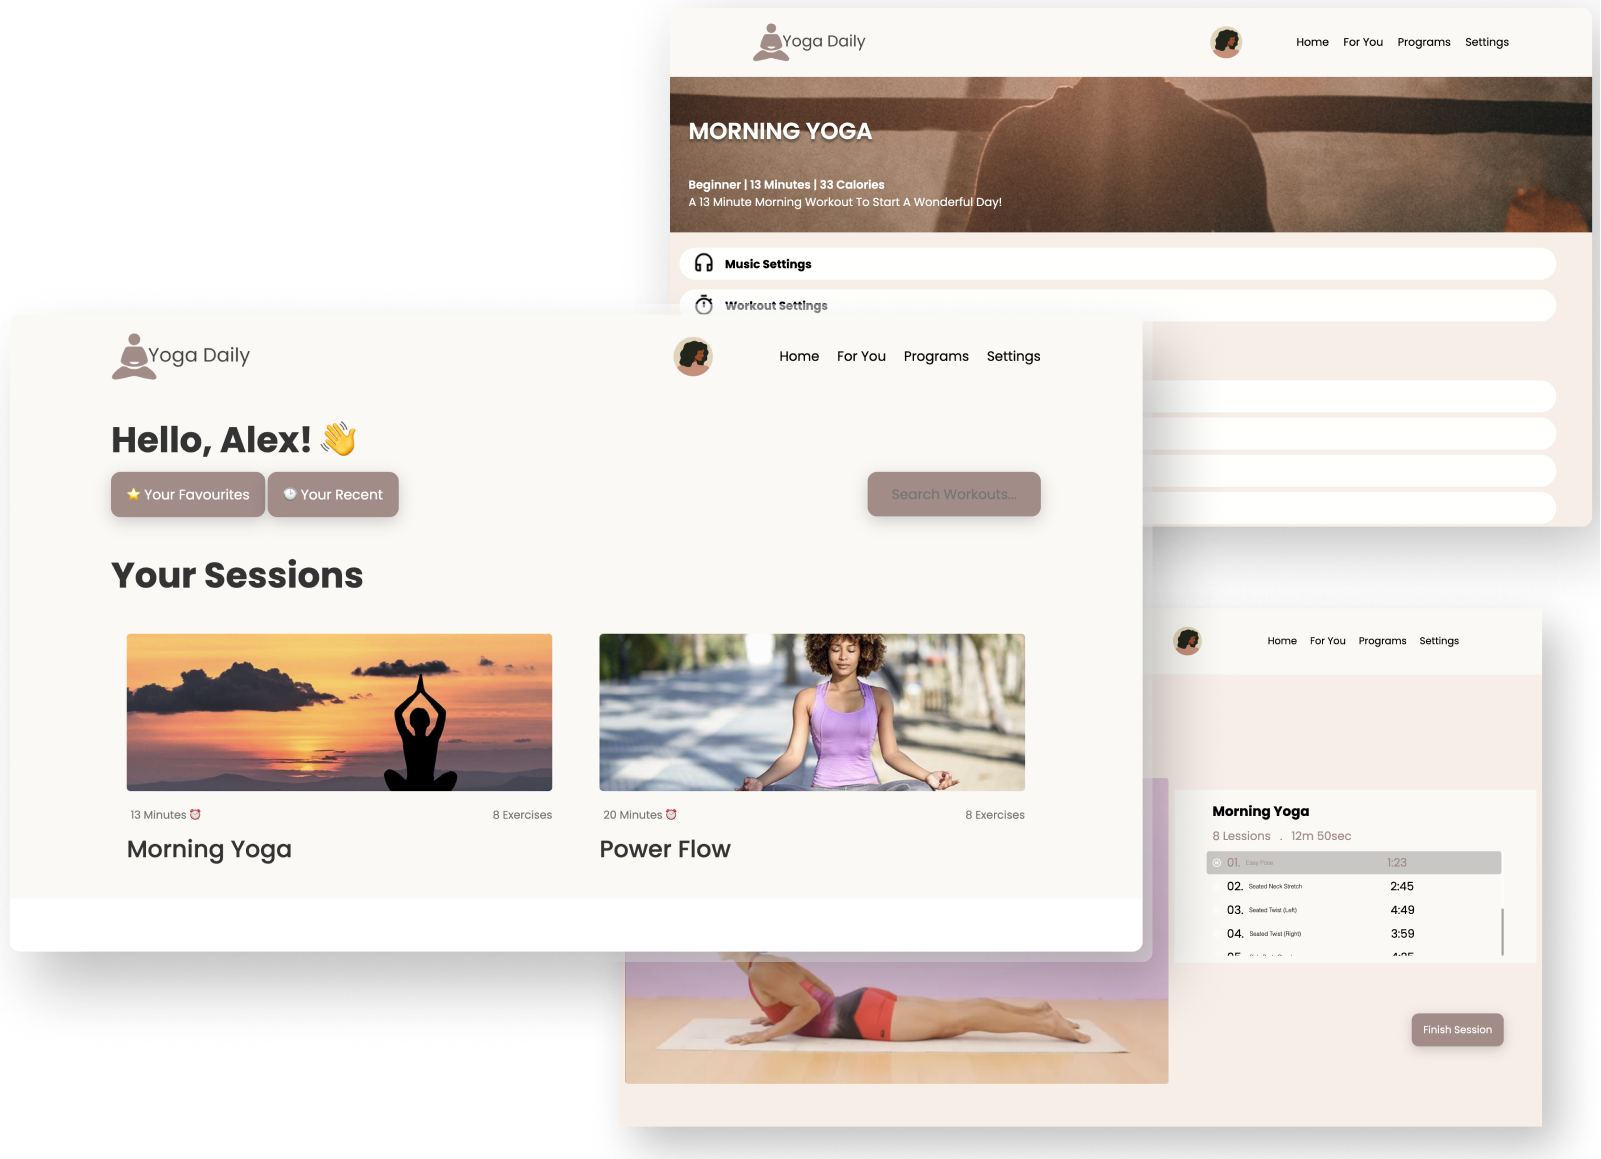 Yoga Daily
Home For You Programs Settings
MORNING YOGA
Beginner | 13 Minutes | 33 Calories
A 13 Minute Morning Workout To Start A Wonderful Day!
Music Settings
Workout Settings
Yoga Daily
Home For You Programs Settings
Hello, Alex! 👋
⭐ Your Favourites 🕒 Your Recent Search Workouts...
Your Sessions
13 Minutes ⏰ 8 Exercises
Morning Yoga
20 Minutes ⏰ 8 Exercises
Power Flow
Home For You Programs Settings
Morning Yoga
8 Lessions . 12m 50sec
01. Easy Pose 1:23
02. Seated Neck Stretch 2:45
03. Seated Twist (Left) 4:49
04. Seated Twist (Right) 3:59
Finish Session